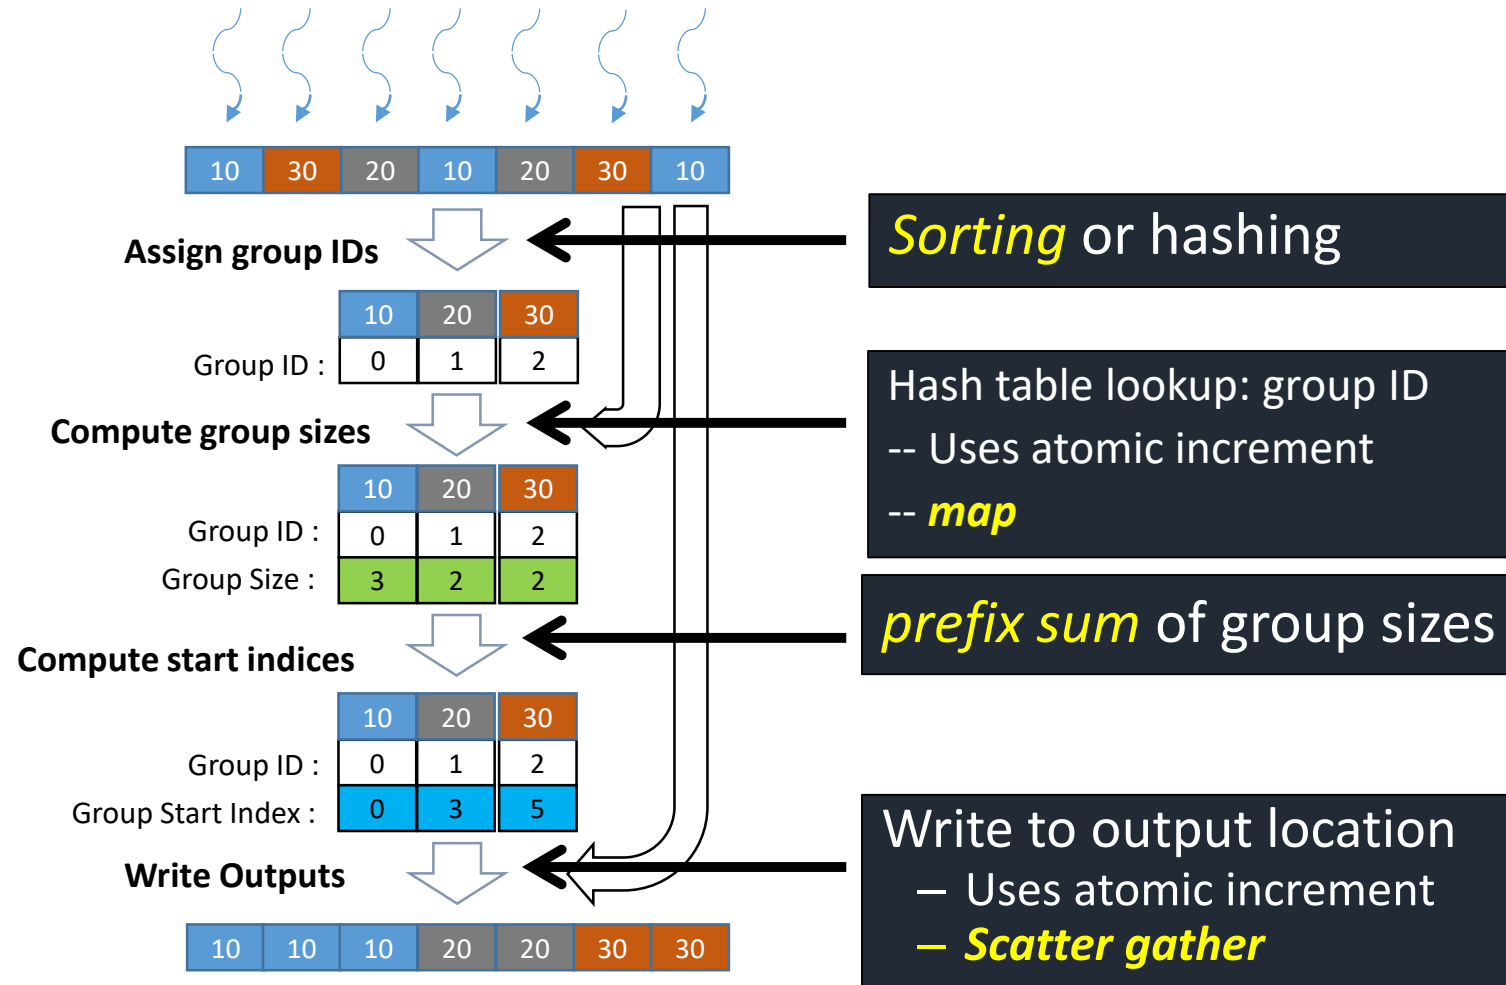 10 30 20 10 20 30 10
Assign group IDs
Sorting or hashing
10 20 30
Group ID : 0 1 2
Compute group sizes
Hash table lookup: group ID
-- Uses atomic increment
-- map
10 20 30
Group ID : 0 1 2
Group Size : 3 2 2
Compute start indices
prefix sum of group sizes
10 20 30
Group ID : 0 1 2
Group Start Index : 0 3 5
Write Outputs
Write to output location
– Uses atomic increment
– Scatter gather
10 10 10 20 20 30 30